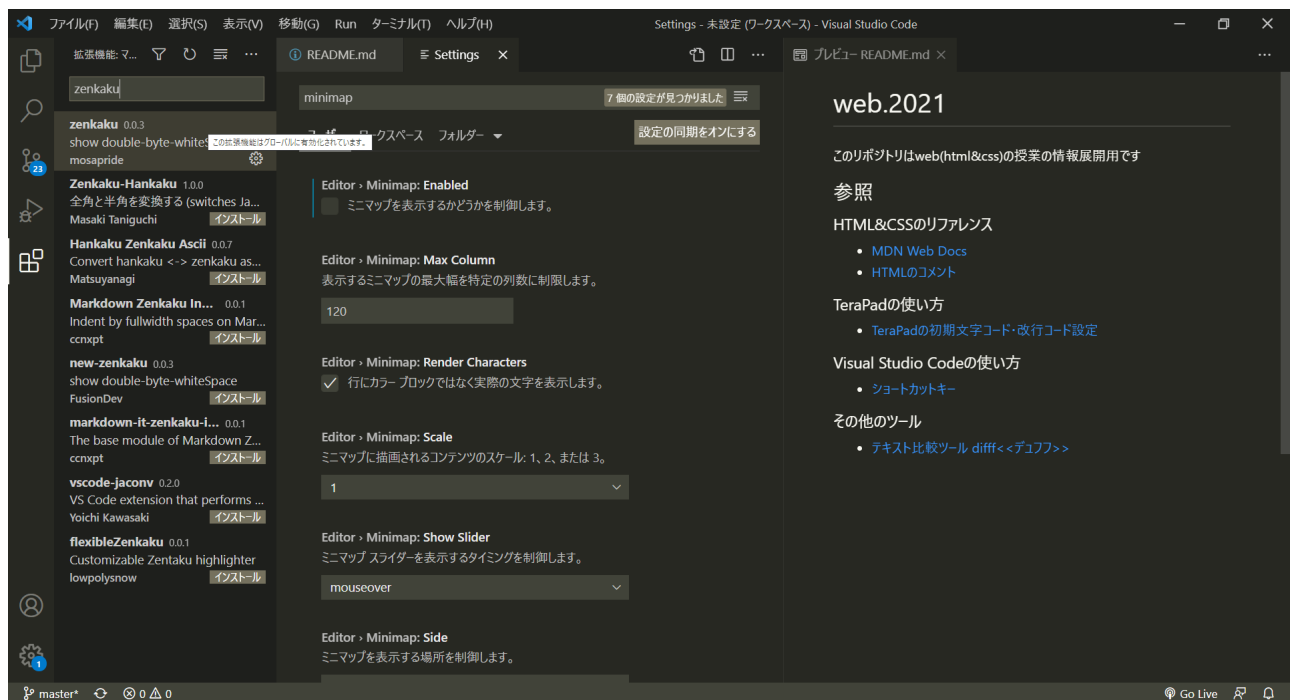 ファイル(F) 編集(E) 選択(S) 表示(V) 移動(G) Run ターミナル(T) ヘルプ(H) Settings - 未設定 (ワークスペース) - Visual Studio Code
拡張機能: マ...
zenkaku
zenkaku 0.0.3
show double-byte-white
この拡張機能はグローバルに有効化されています。
mosapride
Zenkaku-Hankaku 1.0.0
全角と半角を変換する (switches Ja...
Masaki Taniguchi インストール
Hankaku Zenkaku Ascii 0.0.7
Convert hankaku <-> zenkaku as...
Matsuyanagi インストール
Markdown Zenkaku In... 0.0.1
Indent by fullwidth spaces on Mar...
ccnxpt インストール
new-zenkaku 0.0.3
show double-byte-whiteSpace
FusionDev インストール
markdown-it-zenkaku-i... 0.0.1
The base module of Markdown Z...
ccnxpt インストール
vscode-jaconv 0.2.0
VS Code extension that performs ...
Yoichi Kawasaki インストール
flexibleZenkaku 0.0.1
Customizable Zentaku highlighter
lowpolysnow インストール
23
1
README.md Settings
minimap 7 個の設定が見つかりました
ワークスペース フォルダー 設定の同期をオンにする
Editor › Minimap: Enabled
ミニマップを表示するかどうかを制御します。
Editor › Minimap: Max Column
表示するミニマップの最大幅を特定の列数に制限します。
120
Editor › Minimap: Render Characters
行にカラー ブロックではなく実際の文字を表示します。
Editor › Minimap: Scale
ミニマップに描画されるコンテンツのスケール: 1、2、または 3。
1
Editor › Minimap: Show Slider
ミニマップ スライダーを表示するタイミングを制御します。
mouseover
Editor › Minimap: Side
ミニマップを表示する場所を制御します。
プレビュー README.md
web.2021
このリポジトリはweb(html&css)の授業の情報展開用です
参照
HTML&CSSのリファレンス
MDN Web Docs
HTMLのコメント
TeraPadの使い方
TeraPadの初期文字コード・改行コード設定
Visual Studio Codeの使い方
ショートカットキー
その他のツール
テキスト比較ツール difff<<デュフフ>>
master* 0 0 Go Live